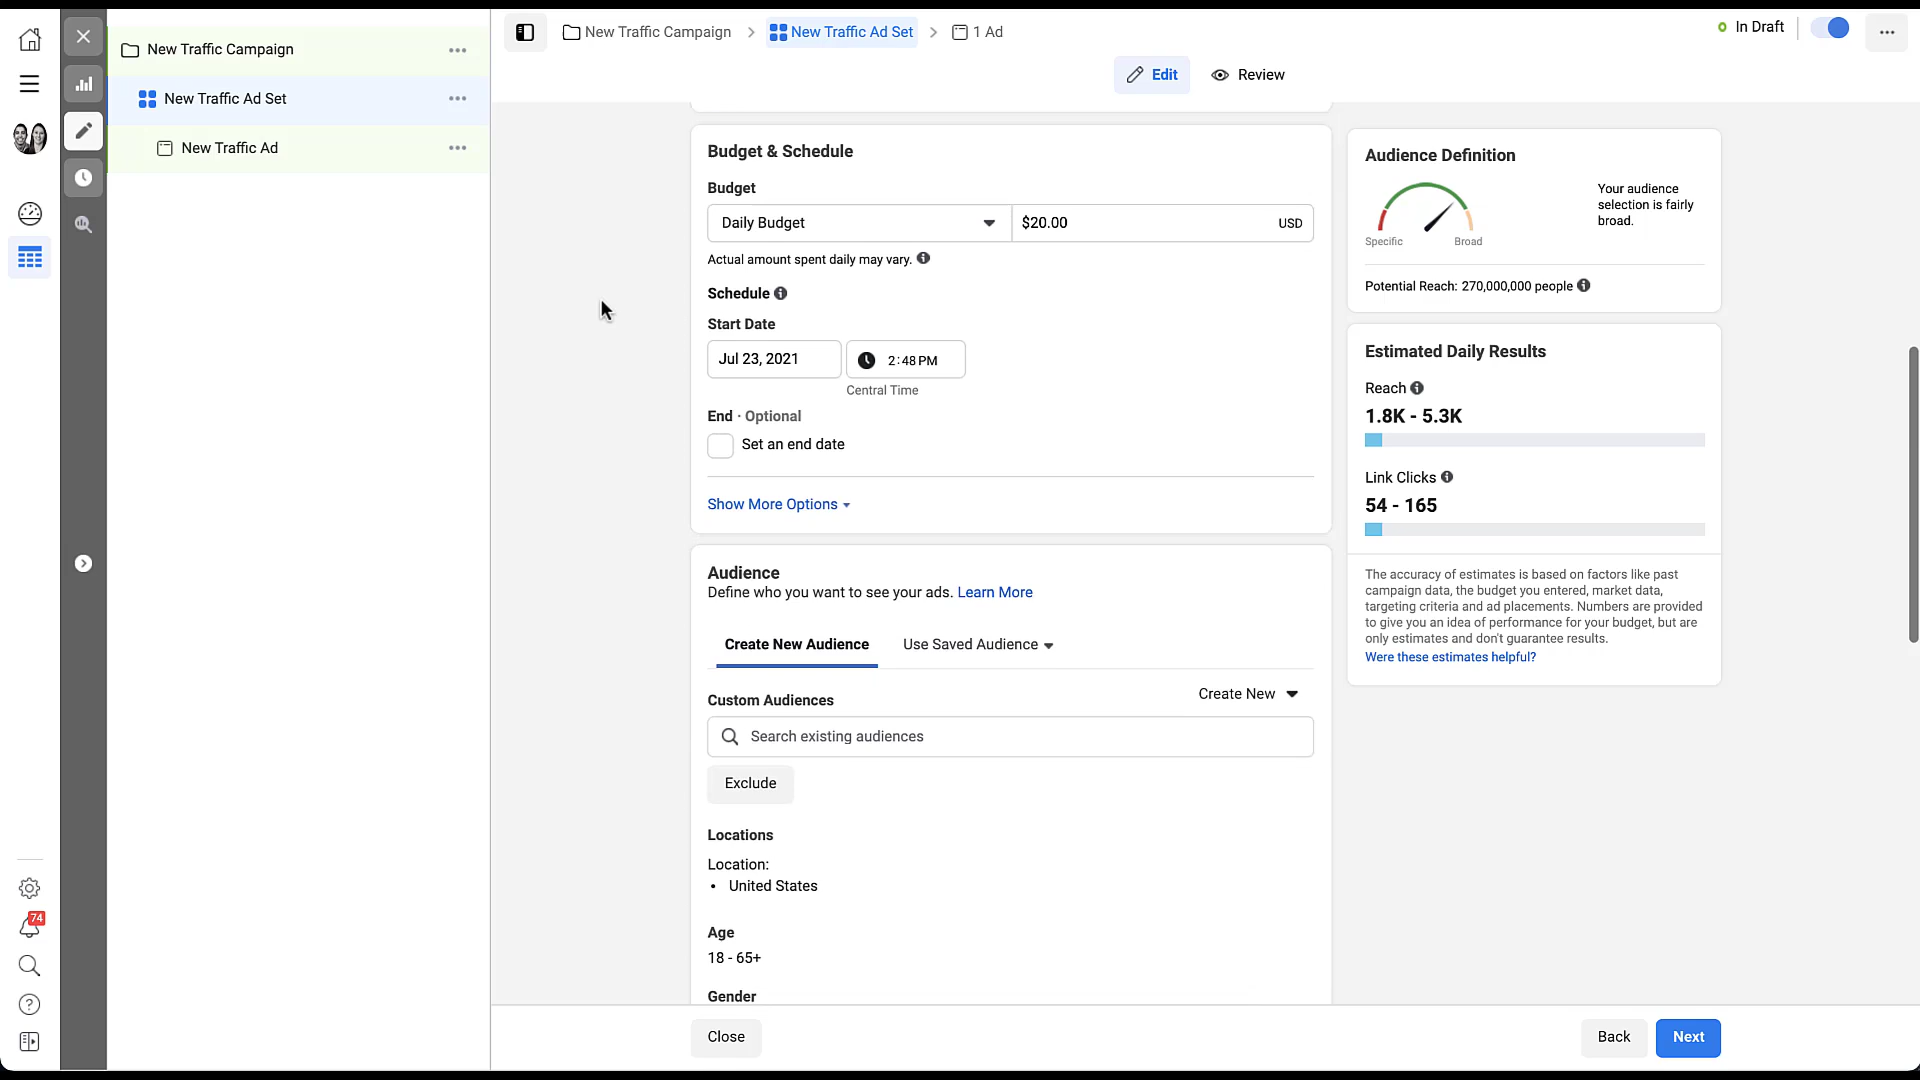 New Traffic Campaign
New Traffic Ad Set
New Traffic Ad
74
New Traffic Campaign
New Traffic Ad Set
1 Ad
In Draft
Edit
Review
Budget & Schedule
Budget
Daily Budget
$20.00
USD
Actual amount spent daily may vary.
Schedule
Start Date
Jul 23, 2021
2:48 PM
Central Time
End · Optional
Set an end date
Show More Options
Audience
Define who you want to see your ads. Learn More
Create New Audience
Use Saved Audience
Custom Audiences
Create New
Search existing audiences
Exclude
Locations
Location:
• United States
Age
18 - 65+
Gender
Audience Definition
Your audience
selection is fairly
broad.
Specific
Broad
Potential Reach: 270,000,000 people
Estimated Daily Results
Reach
1.8K - 5.3K
Link Clicks
54 - 165
The accuracy of estimates is based on factors like past
campaign data, the budget you entered, market data,
targeting criteria and ad placements. Numbers are provided
to give you an idea of performance for your budget, but are
only estimates and don't guarantee results.
Were these estimates helpful?
Close
Back
Next